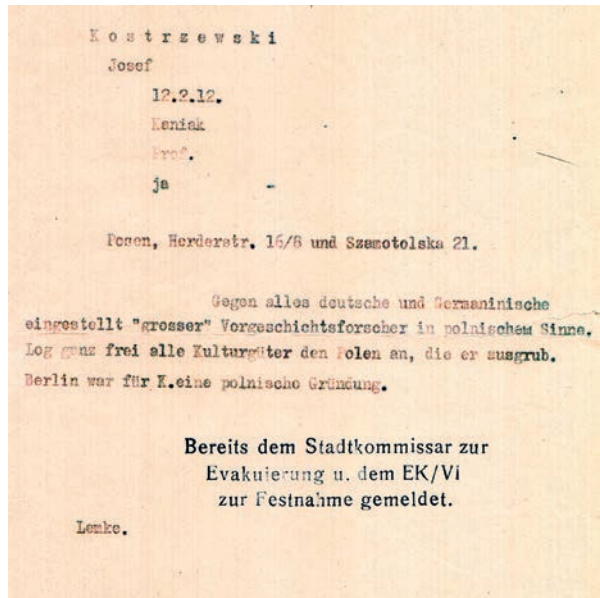 K o s t r z e w s k i
Josef
12.2.12.
Kaniak
Prof.
ja -
Posen, Herderstr. 16/8 und Szamotolska 21.
Gegen alles deutsche und Germaninische
eingestellt "grosser" Vorgeschichtsforscher in polnischem Sinne.
Log ganz frei alle Kulturgüter den Polen an, die er ausgrub.
Berlin war für K.eine polnische Gründung.
Bereits dem Stadtkommissar zur
Evakuierung u. dem EK/VI
zur Festnahme gemeldet.
Lemke.